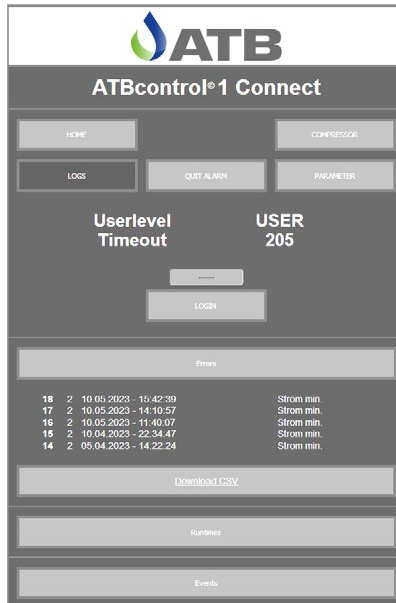 ATB
ATBcontrol©1 Connect
HOME COMPRESSOR
LOGS QUIT ALARM PARAMETER
Userlevel USER
Timeout 205
------
LOGIN
Errors
18 2 10.05.2023 - 15:42:39 Strom min.
17 2 10.05.2023 - 14:10:57 Strom min.
16 2 10.05.2023 - 11:40:07 Strom min.
15 2 10.04.2023 - 22:34:47 Strom min.
14 2 05.04.2023 - 14:22:24 Strom min.
Download CSV
Runtimes
Events